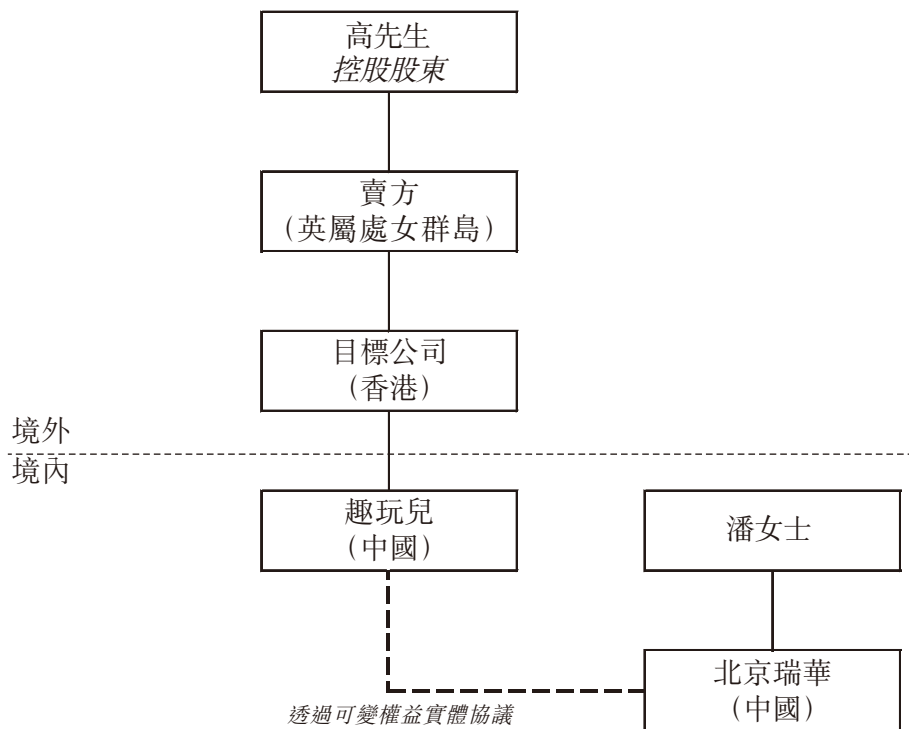 高先生
控股股東
賣方
（英屬處女群島）
目標公司
（香港）
境外
境內
趣玩兒
（中國）
潘女士
北京瑞華
（中國）
透過可變權益實體協議